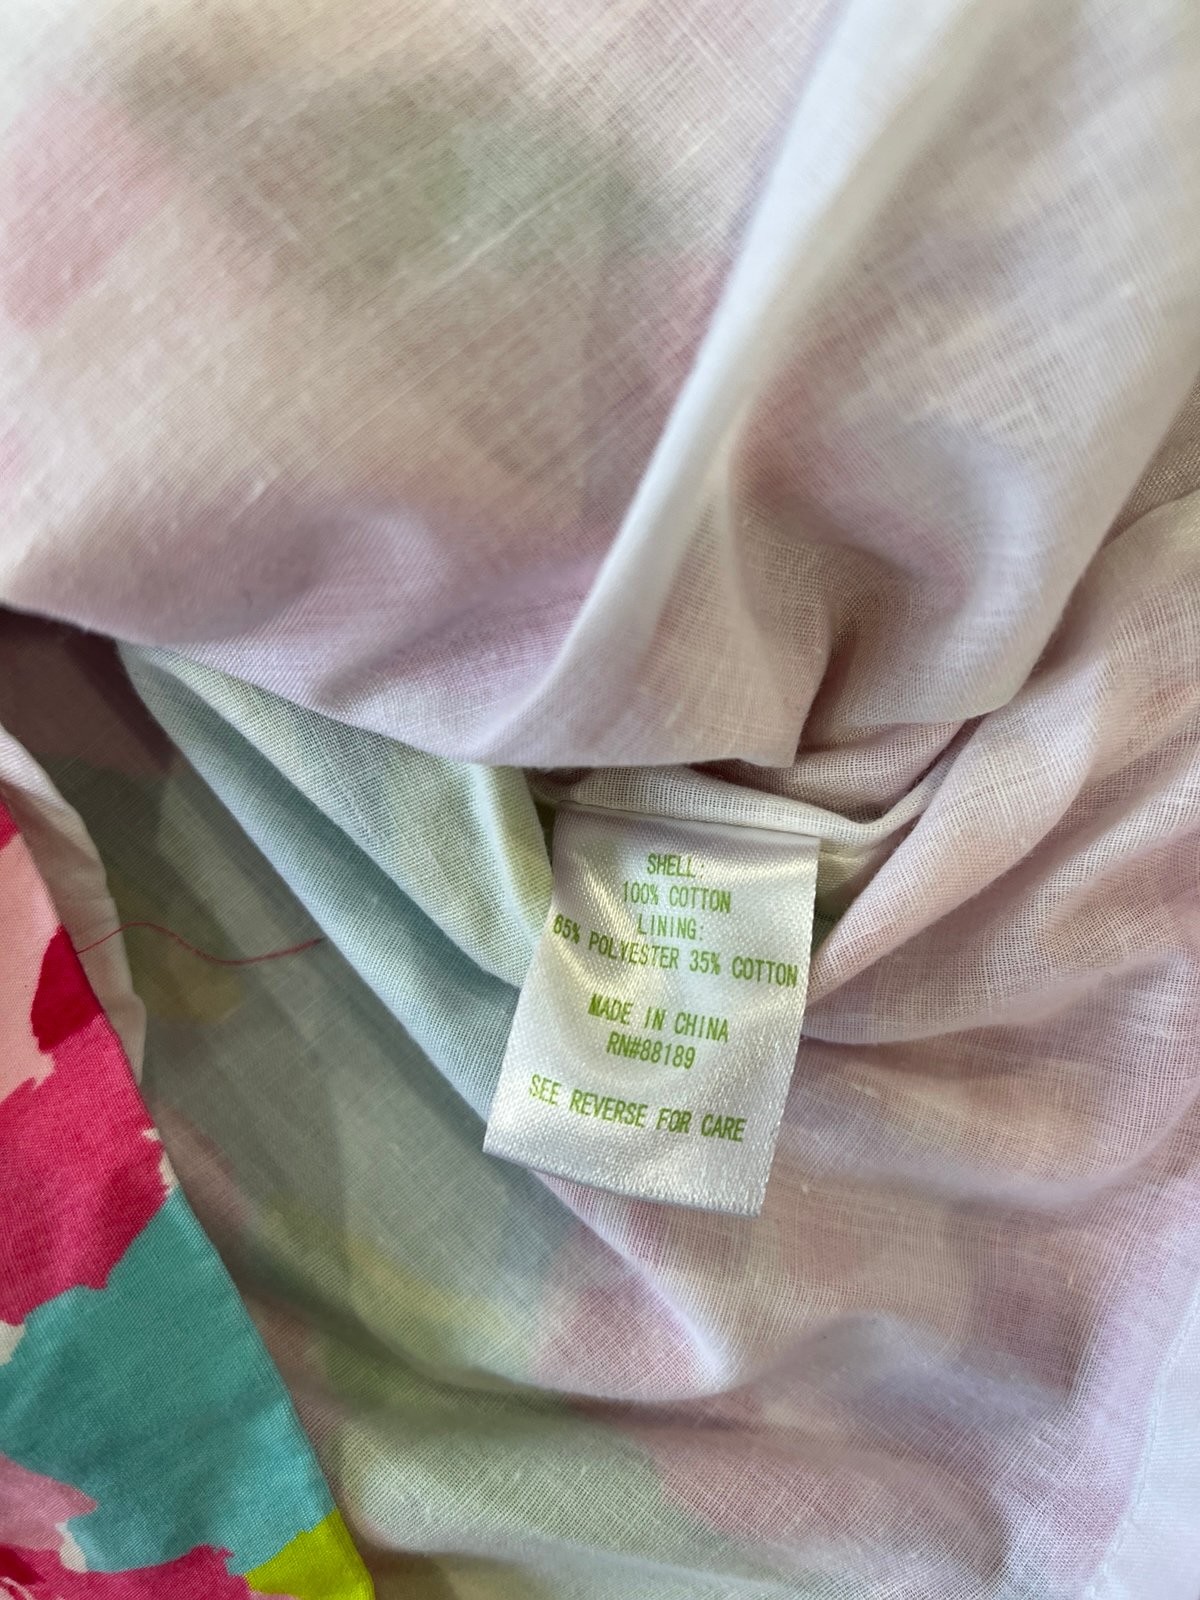 SHELL:
100% COTTON
LINING:
65% POLYESTER 35% COTTON
MADE IN CHINA
RN#88189
SEE REVERSE FOR CARE